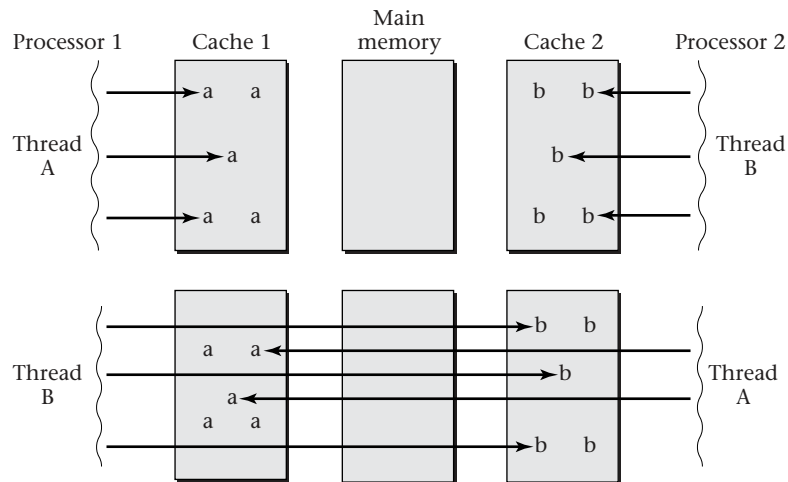 Main
Processor 1 Cache 1 memory Cache 2 Processor 2
a a b b
Thread
A
a b
Thread
B
a a b b
b b
a a
Thread
B
b
Thread
A
a
a a
b b